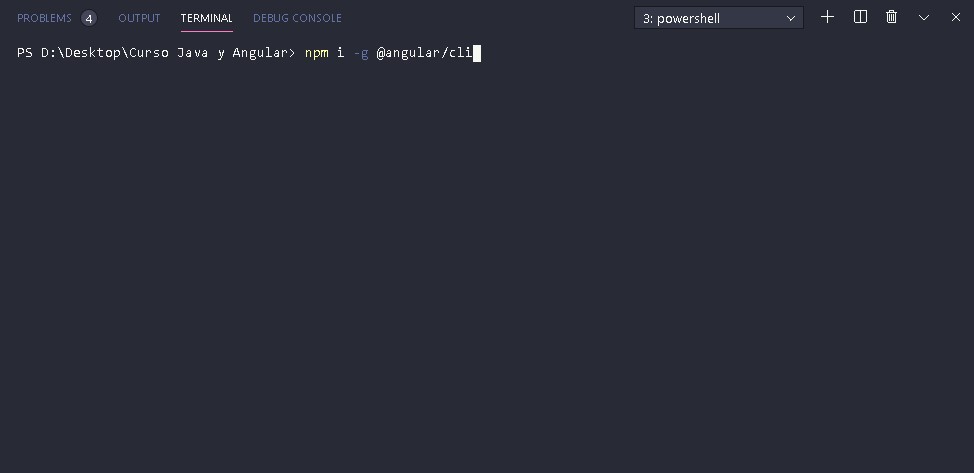 PROBLEMS 4 OUTPUT TERMINAL DEBUG CONSOLE 3: powershell
PS D:\Desktop\Curso Java y Angular> npm i -g @angular/cli